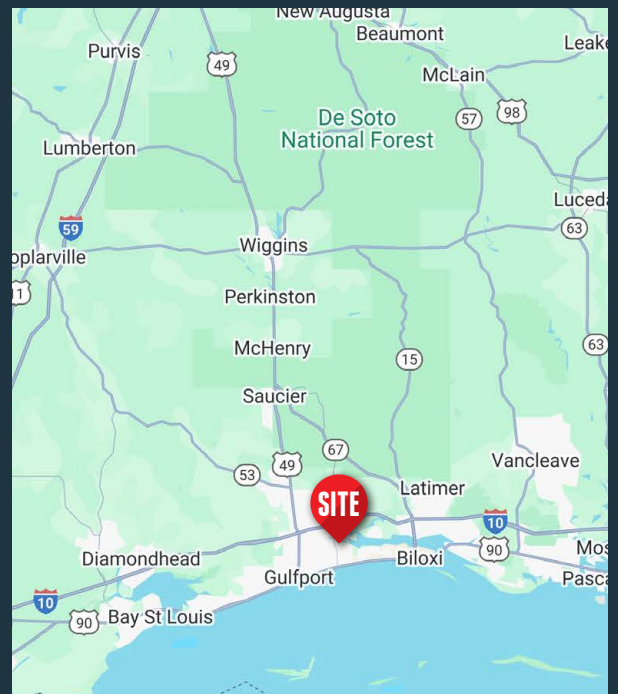 New Augusta
Beaumont
Purvis
Leake
49
McLain
98
57
De Soto
National Forest
Lumberton
Luceda
59
63
Wiggins
oplarville
11
Perkinston
63
McHenry
15
Saucier
67
Vancleave
49
53
Latimer
SITE
10
90
Mos
Diamondhead
Biloxi
Gulfport
Pasca
10
Bay St Louis
90